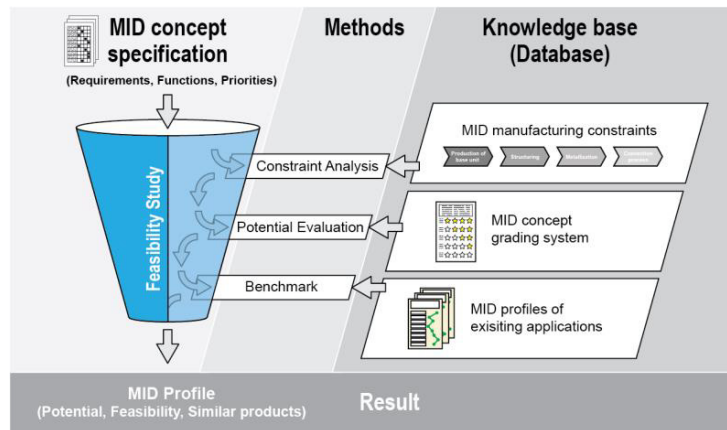 MID concept
specification
(Requirements, Functions, Priorities)
Methods
Knowledge base
(Database)
Feasibility Study
Constraint Analysis
Potential Evaluation
Benchmark
MID manufacturing constraints
Production of
base unit
Structuring
Metallization
MID concept
grading system
MID profiles of
exisiting applications
MID Profile
(Potential, Feasibility, Similar products)
Result